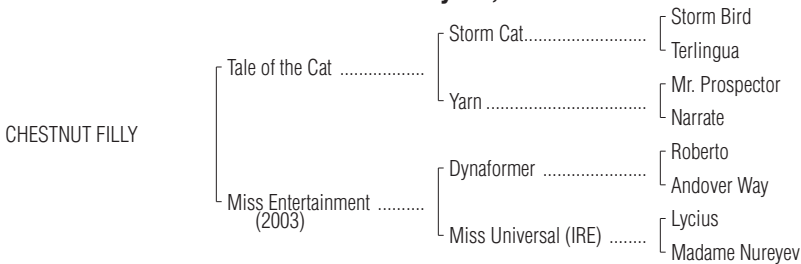 Storm Bird
Storm Cat..........................
Terlingua
Tale of the Cat ..................
Mr. Prospector
Yarn ..................................
Narrate
CHESTNUT FILLY
Roberto
Dynaformer ......................
Andover Way
Miss Entertainment ..........
(2003)
Lycius
Miss Universal (IRE) ........
Madame Nureyev